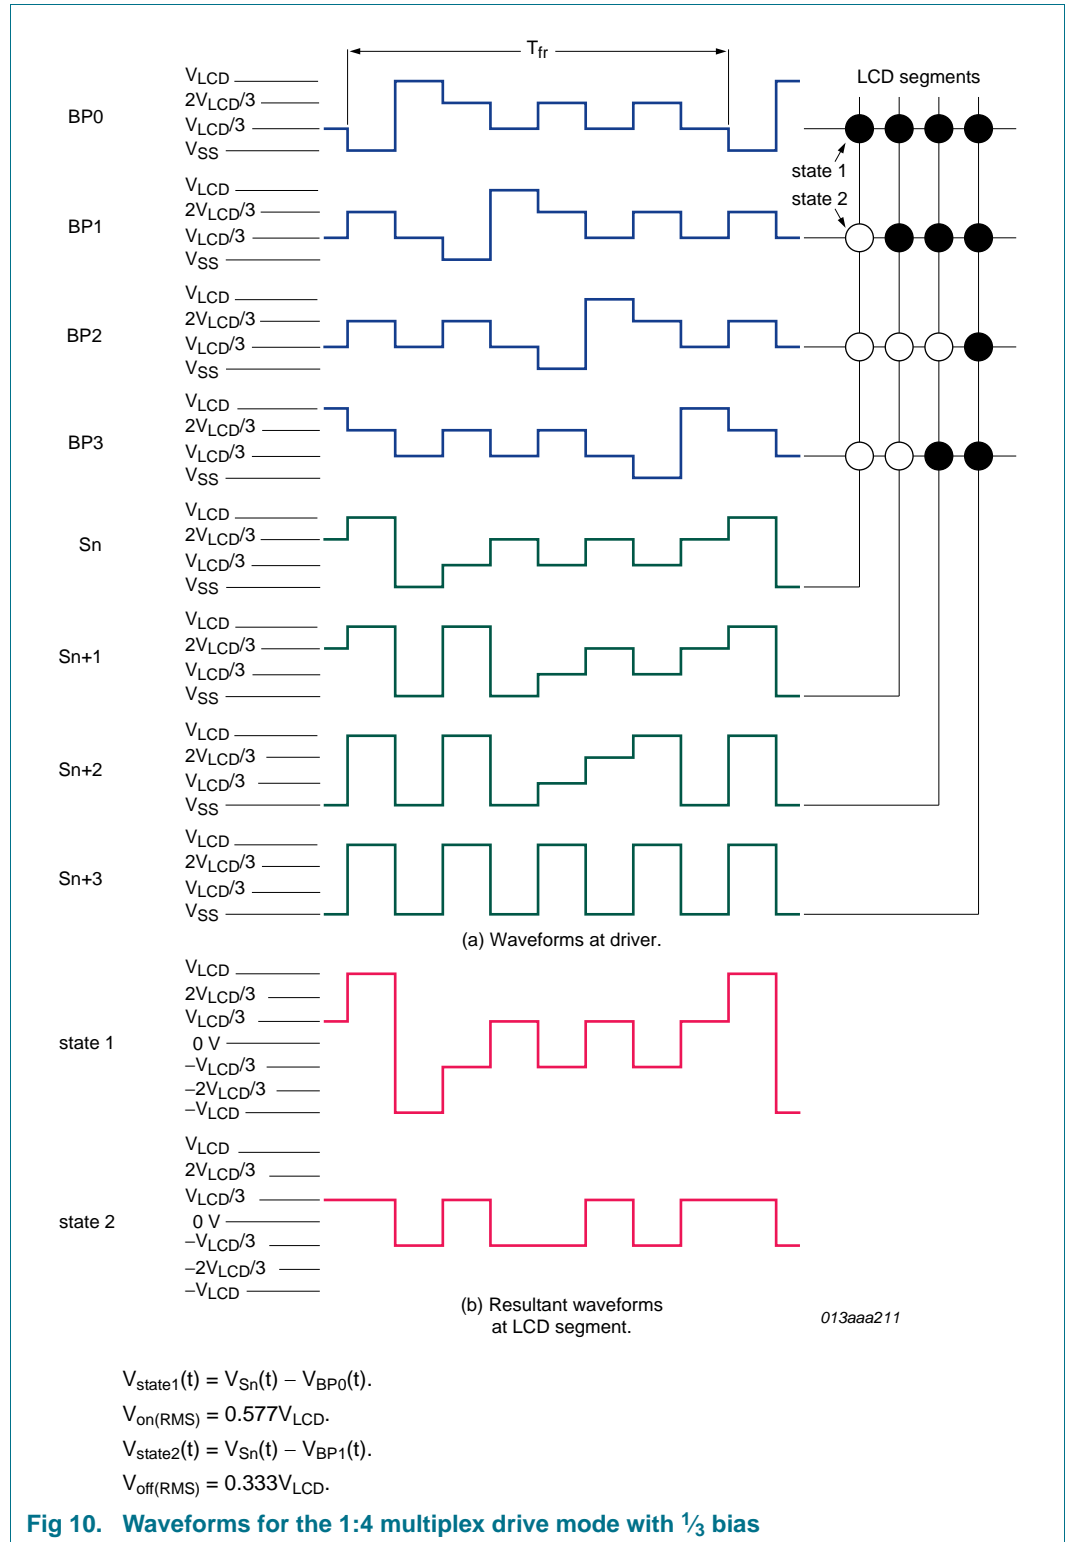 Tfr
LCD segments
BP0
VLCD
2VLCD/3
VLCD/3
VSS
state 1
state 2
BP1
VLCD
2VLCD/3
VLCD/3
VSS
BP2
VLCD
2VLCD/3
VLCD/3
VSS
BP3
VLCD
2VLCD/3
VLCD/3
VSS
Sn
VLCD
2VLCD/3
VLCD/3
VSS
Sn+1
VLCD
2VLCD/3
VLCD/3
VSS
Sn+2
VLCD
2VLCD/3
VLCD/3
VSS
Sn+3
VLCD
2VLCD/3
VLCD/3
VSS
(a) Waveforms at driver.
state 1
VLCD
2VLCD/3
VLCD/3
0 V
−VLCD/3
−2VLCD/3
−VLCD
state 2
VLCD
2VLCD/3
VLCD/3
0 V
−VLCD/3
−2VLCD/3
−VLCD
(b) Resultant waveforms
at LCD segment.
013aaa211
Vstate1(t) = VSn(t) − VBP0(t).
Von(RMS) = 0.577VLCD.
Vstate2(t) = VSn(t) − VBP1(t).
Voff(RMS) = 0.333VLCD.
Fig 10. Waveforms for the 1:4 multiplex drive mode with 1⁄3 bias